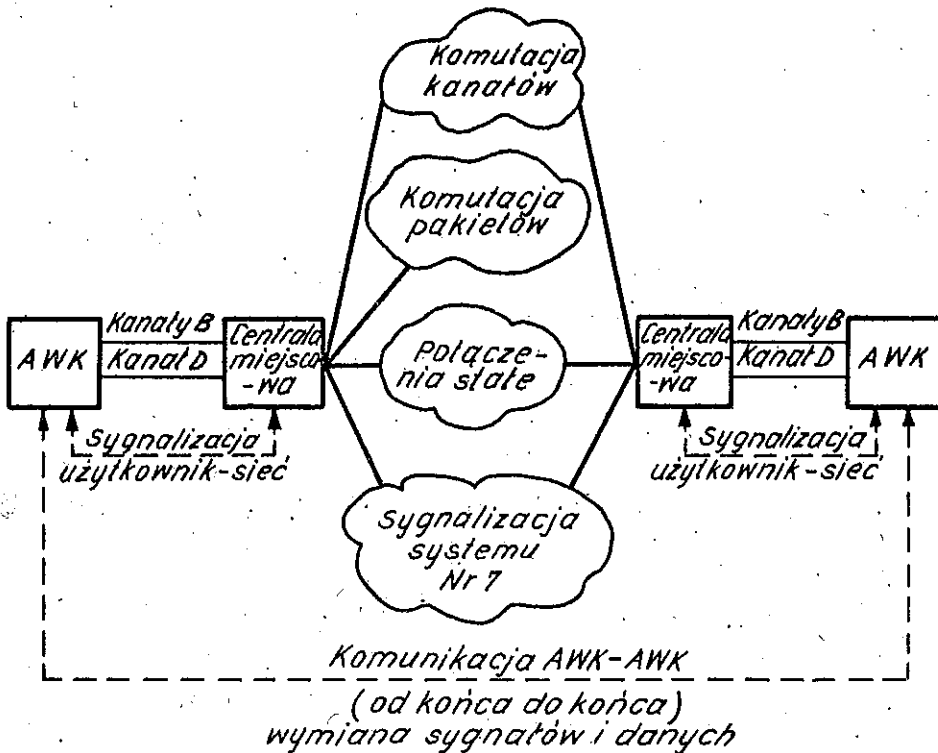 Komutacja
kanałów
Komutacja
pakietów
Kanały B
Kanał D
AWK
Centrala
miejsco-
-wa
Połącze-
nia stałe
Centrala
miejsco-
-wa
Kanały B
Kanał D
AWK
Sygnalizacja
użytkownik-sieć
Sygnalizacja
użytkownik-sieć
Sygnalizacja
systemu
Nr 7
Komunikacja AWK-AWK
(od końca do końca)
wymiana sygnałów i danych